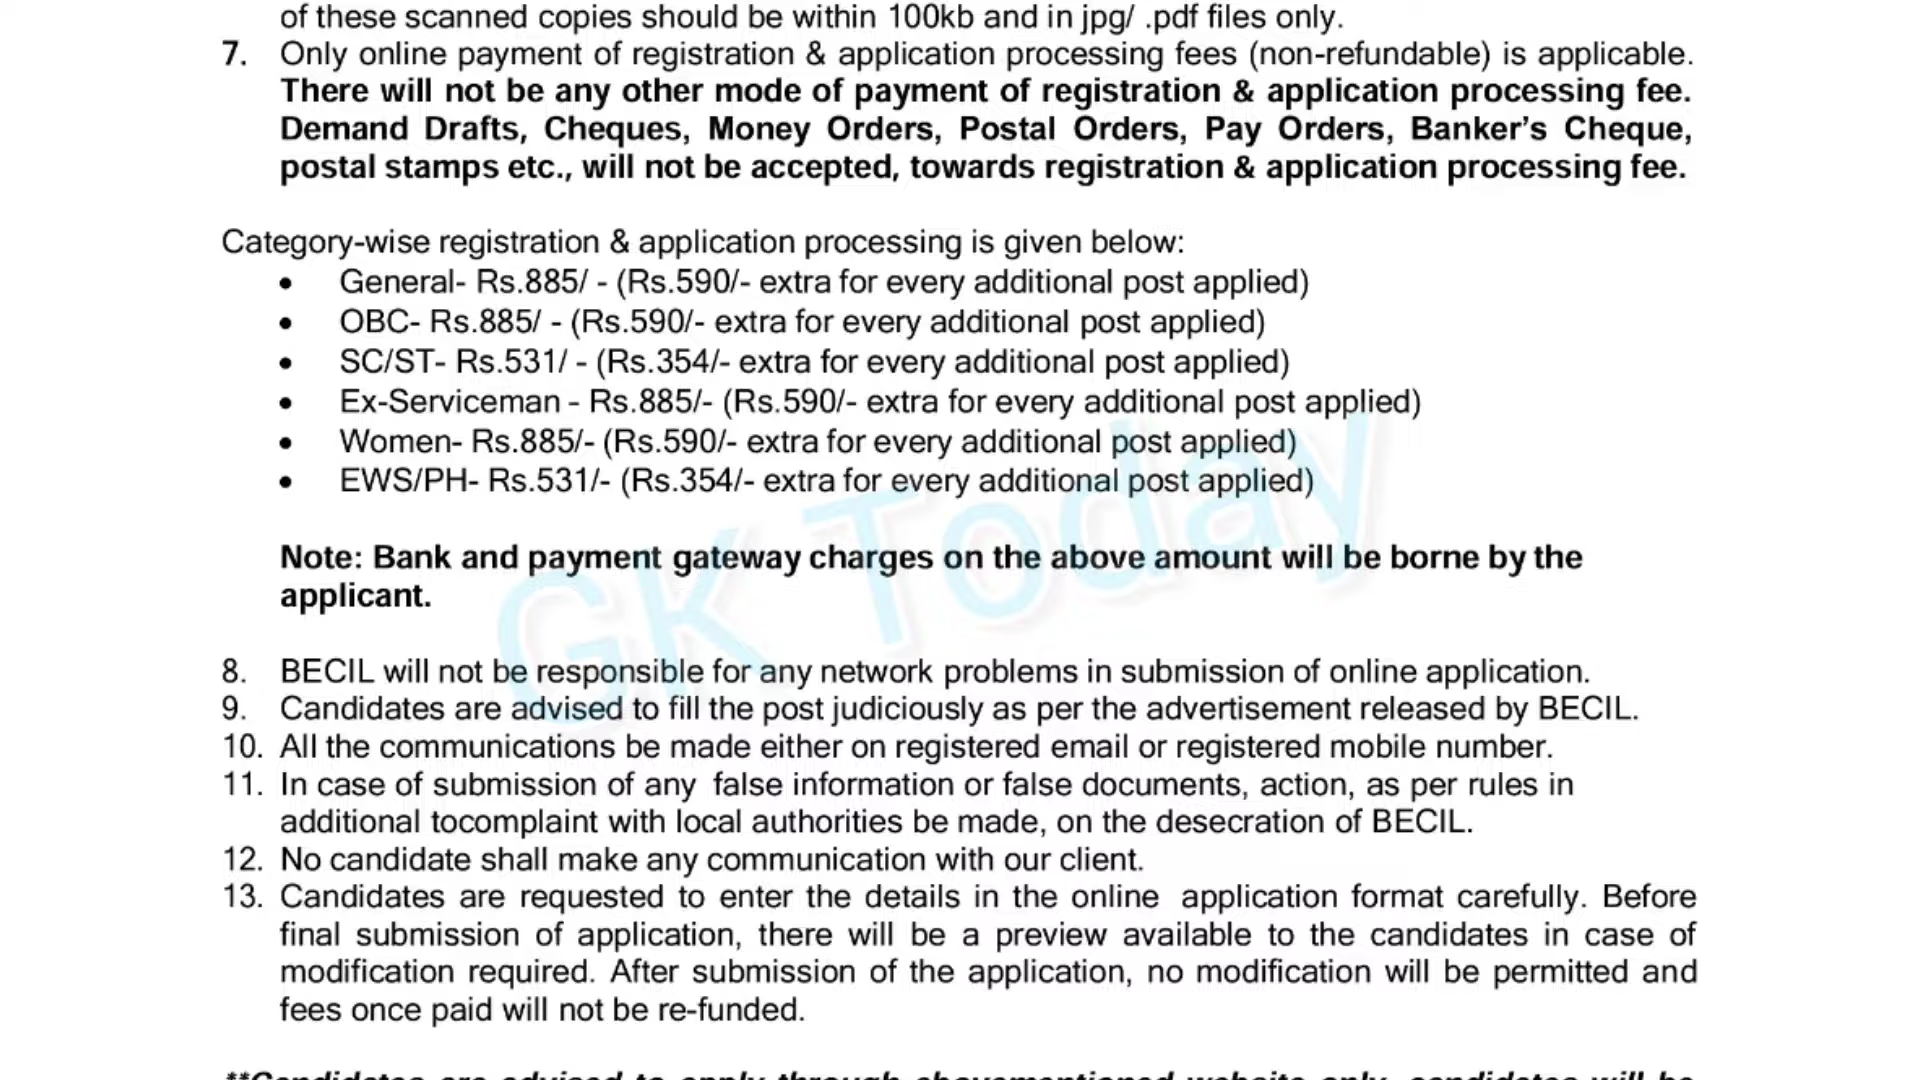 of these scanned copies should be within 100kb and in jpg/ .pdf files only.
7. Only online payment of registration & application processing fees (non-refundable) is applicable.
There will not be any other mode of payment of registration & application processing fee.
Demand Drafts, Cheques, Money Orders, Postal Orders, Pay Orders, Banker’s Cheque,
postal stamps etc., will not be accepted, towards registration & application processing fee.
Category-wise registration & application processing is given below:
• General- Rs.885/ - (Rs.590/- extra for every additional post applied)
• OBC- Rs.885/ - (Rs.590/- extra for every additional post applied)
• SC/ST- Rs.531/ - (Rs.354/- extra for every additional post applied)
• Ex-Serviceman - Rs.885/- (Rs.590/- extra for every additional post applied)
• Women- Rs.885/- (Rs.590/- extra for every additional post applied)
• EWS/PH- Rs.531/- (Rs.354/- extra for every additional post applied)
GK Today
Note: Bank and payment gateway charges on the above amount will be borne by the
applicant.
8. BECIL will not be responsible for any network problems in submission of online application.
9. Candidates are advised to fill the post judiciously as per the advertisement released by BECIL.
10. All the communications be made either on registered email or registered mobile number.
11. In case of submission of any false information or false documents, action, as per rules in
additional tocomplaint with local authorities be made, on the desecration of BECIL.
12. No candidate shall make any communication with our client.
13. Candidates are requested to enter the details in the online application format carefully. Before
final submission of application, there will be a preview available to the candidates in case of
modification required. After submission of the application, no modification will be permitted and
fees once paid will not be re-funded.
**Candidates are advised to apply through abovementioned website only, candidates will be